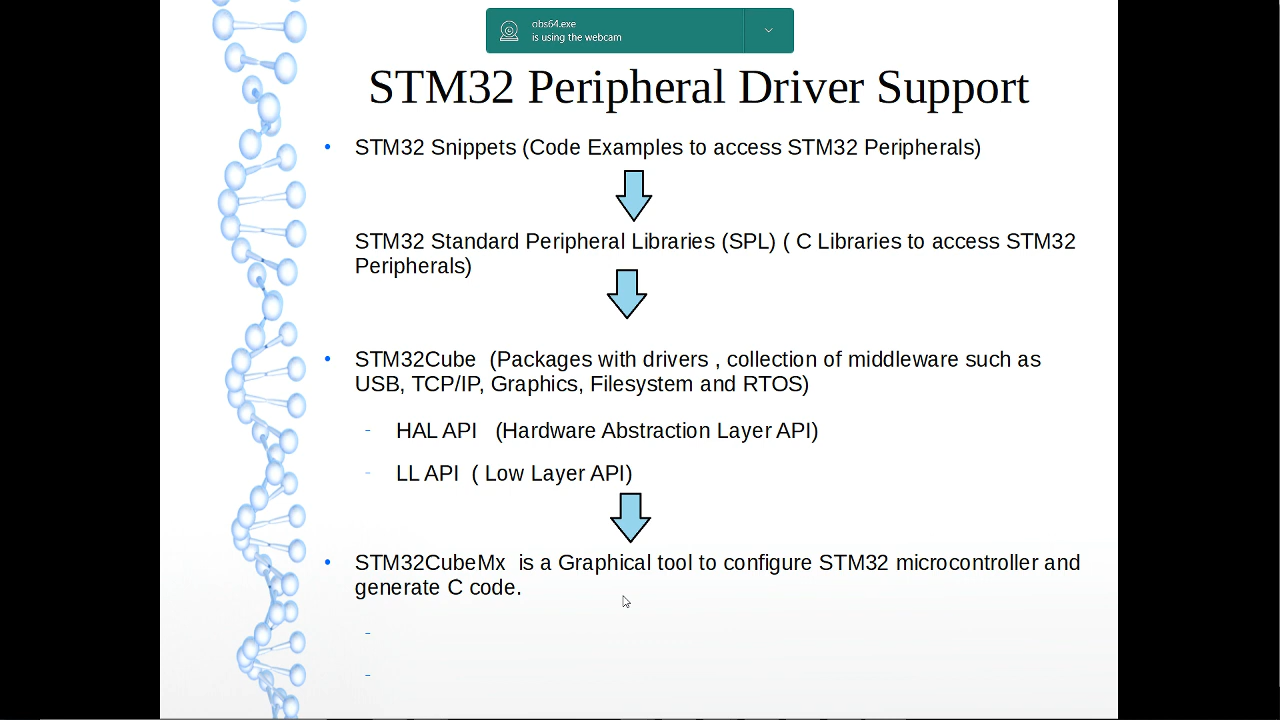 obs64.exe
is using the webcam
STM32 Peripheral Driver Support
• STM32 Snippets (Code Examples to access STM32 Peripherals)
STM32 Standard Peripheral Libraries (SPL) ( C Libraries to access STM32
Peripherals)
• STM32Cube (Packages with drivers , collection of middleware such as
USB, TCP/IP, Graphics, Filesystem and RTOS)
- HAL API (Hardware Abstraction Layer API)
- LL API ( Low Layer API)
• STM32CubeMx is a Graphical tool to configure STM32 microcontroller and
generate C code.
-
-